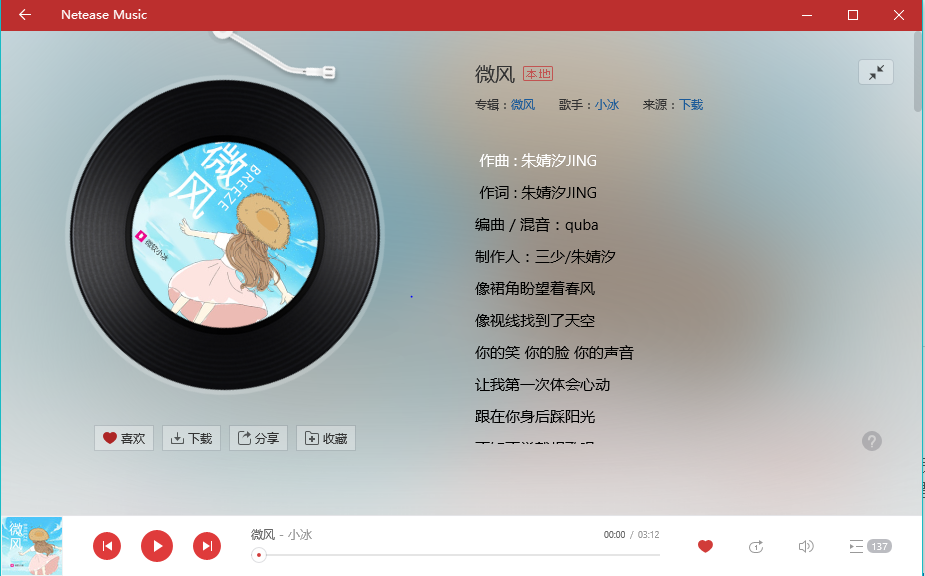 Netease Music
微风 本地
专辑：微风 歌手：小冰 来源：下载
作曲 : 朱婧汐JING
作词 : 朱婧汐JING
编曲 / 混音：quba
制作人：三少/朱婧汐
像裙角盼望着春风
像视线找到了天空
你的笑 你的脸 你的声音
让我第一次体会心动
跟在你身后踩阳光
微风
BREEZE
微软小冰
喜欢 下载 分享 收藏
?
微风
微风 - 小冰
00:00 / 03:12
1
137